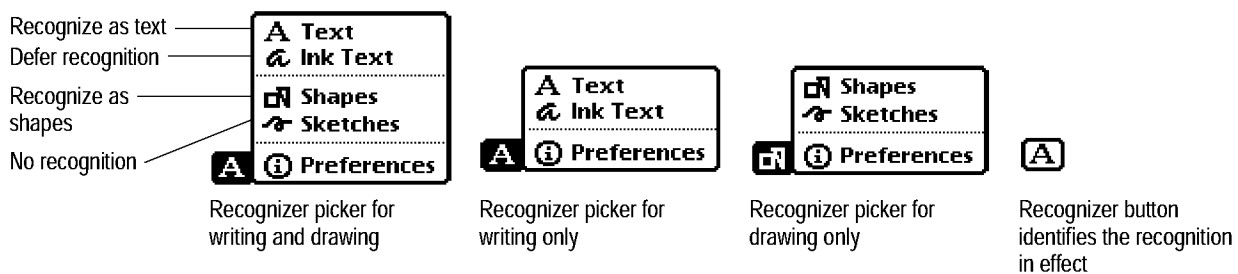 Recognize as text
Defer recognition
Recognize as
shapes
No recognition
A Text
a Ink Text
Shapes
Sketches
A
i Preferences
Recognizer picker for
writing and drawing
A Text
a Ink Text
A
i Preferences
Recognizer picker for
writing only
Shapes
Sketches
i Preferences
Recognizer picker for
drawing only
A
Recognizer button
identifies the recognition
in effect